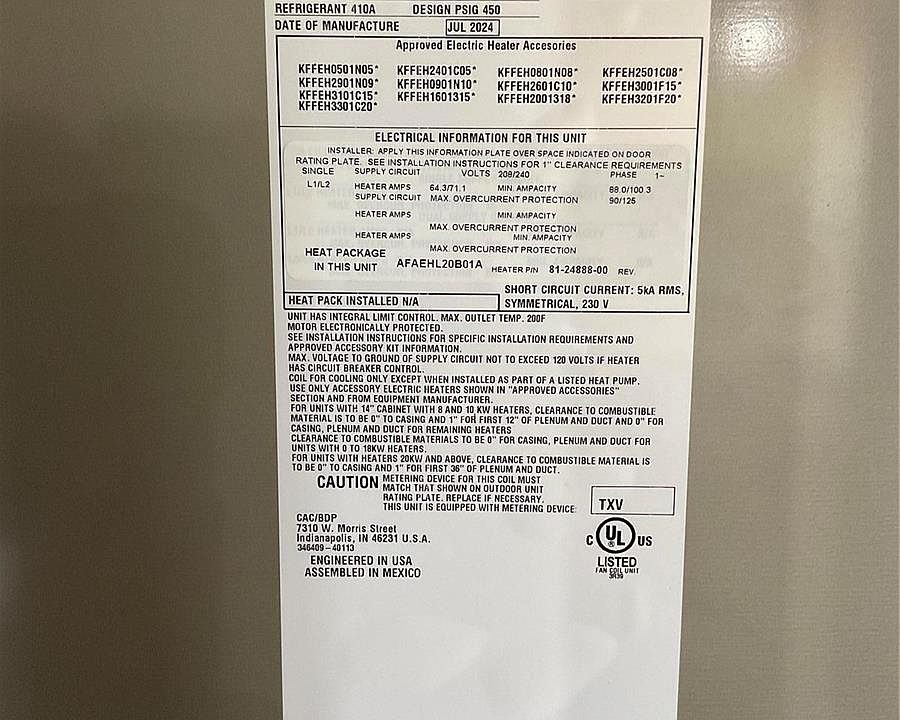 REFRIGERANT 410A DESIGN PSIG 450
DATE OF MANUFACTURE JUL 2024
Approved Electric Heater Accesories
KFFEH0501N05* KFFEH2401C05* KFFEH0801N08* KFFEH2501C08*
KFFEH2901N09* KFFEH0901N10* KFFEH2601C10* KFFEH3001F15*
KFFEH3101C15* KFFEH1601315* KFFEH2001318* KFFEH3201F20*
KFFEH3301C20*
ELECTRICAL INFORMATION FOR THIS UNIT
INSTALLER: APPLY THIS INFORMATION PLATE OVER SPACE INDICATED ON DOOR
RATING PLATE. SEE INSTALLATION INSTRUCTIONS FOR 1" CLEARANCE REQUIREMENTS
SINGLE SUPPLY CIRCUIT VOLTS 208/240 PHASE 1~
L1/L2 HEATER AMPS 64.3/71.1 MIN. AMPACITY 88.0/100.3
SUPPLY CIRCUIT MAX. OVERCURRENT PROTECTION 90/125
HEATER AMPS MIN. AMPACITY
MAX. OVERCURRENT PROTECTION
HEATER AMPS MIN. AMPACITY
MAX. OVERCURRENT PROTECTION
HEAT PACKAGE
IN THIS UNIT AFAEHL20B01A HEATER P/N 81-24888-00 REV.
SHORT CIRCUIT CURRENT: 5kA RMS,
HEAT PACK INSTALLED N/A SYMMETRICAL, 230 V
UNIT HAS INTEGRAL LIMIT CONTROL. MAX. OUTLET TEMP. 200F
MOTOR ELECTRONICALLY PROTECTED.
SEE INSTALLATION INSTRUCTIONS FOR SPECIFIC INSTALLATION REQUIREMENTS AND
APPROVED ACCESSORY KIT INFORMATION.
MAX. VOLTAGE TO GROUND OF SUPPLY CIRCUIT NOT TO EXCEED 120 VOLTS IF HEATER
HAS CIRCUIT BREAKER CONTROL.
COIL FOR COOLING ONLY EXCEPT WHEN INSTALLED AS PART OF A LISTED HEAT PUMP.
USE ONLY ACCESSORY ELECTRIC HEATERS SHOWN IN "APPROVED ACCESSORIES"
SECTION AND FROM EQUIPMENT MANUFACTURER.
FOR UNITS WITH 14" CABINET WITH 8 AND 10 KW HEATERS, CLEARANCE TO COMBUSTIBLE
MATERIAL IS TO BE 0" TO CASING AND 1" FOR FIRST 12" OF PLENUM AND DUCT AND 0" FOR
CASING, PLENUM AND DUCT FOR REMAINING HEATERS
CLEARANCE TO COMBUSTIBLE MATERIALS TO BE 0" FOR CASING, PLENUM AND DUCT FOR
UNITS WITH 0 TO 18KW HEATERS.
FOR UNITS WITH HEATERS 20KW AND ABOVE, CLEARANCE TO COMBUSTIBLE MATERIAL IS
TO BE 0" TO CASING AND 1" FOR FIRST 36" OF PLENUM AND DUCT.
CAUTION METERING DEVICE FOR THIS COIL MUST
MATCH THAT SHOWN ON OUTDOOR UNIT
RATING PLATE. REPLACE IF NECESSARY.
THIS UNIT IS EQUIPPED WITH METERING DEVICE: TXV
CAC/BDP
7310 W. Morris Street
Indianapolis, IN 46231 U.S.A.
346409-40113
ENGINEERED IN USA
ASSEMBLED IN MEXICO
C UL ® US
LISTED
FAN COIL UNIT
3R39